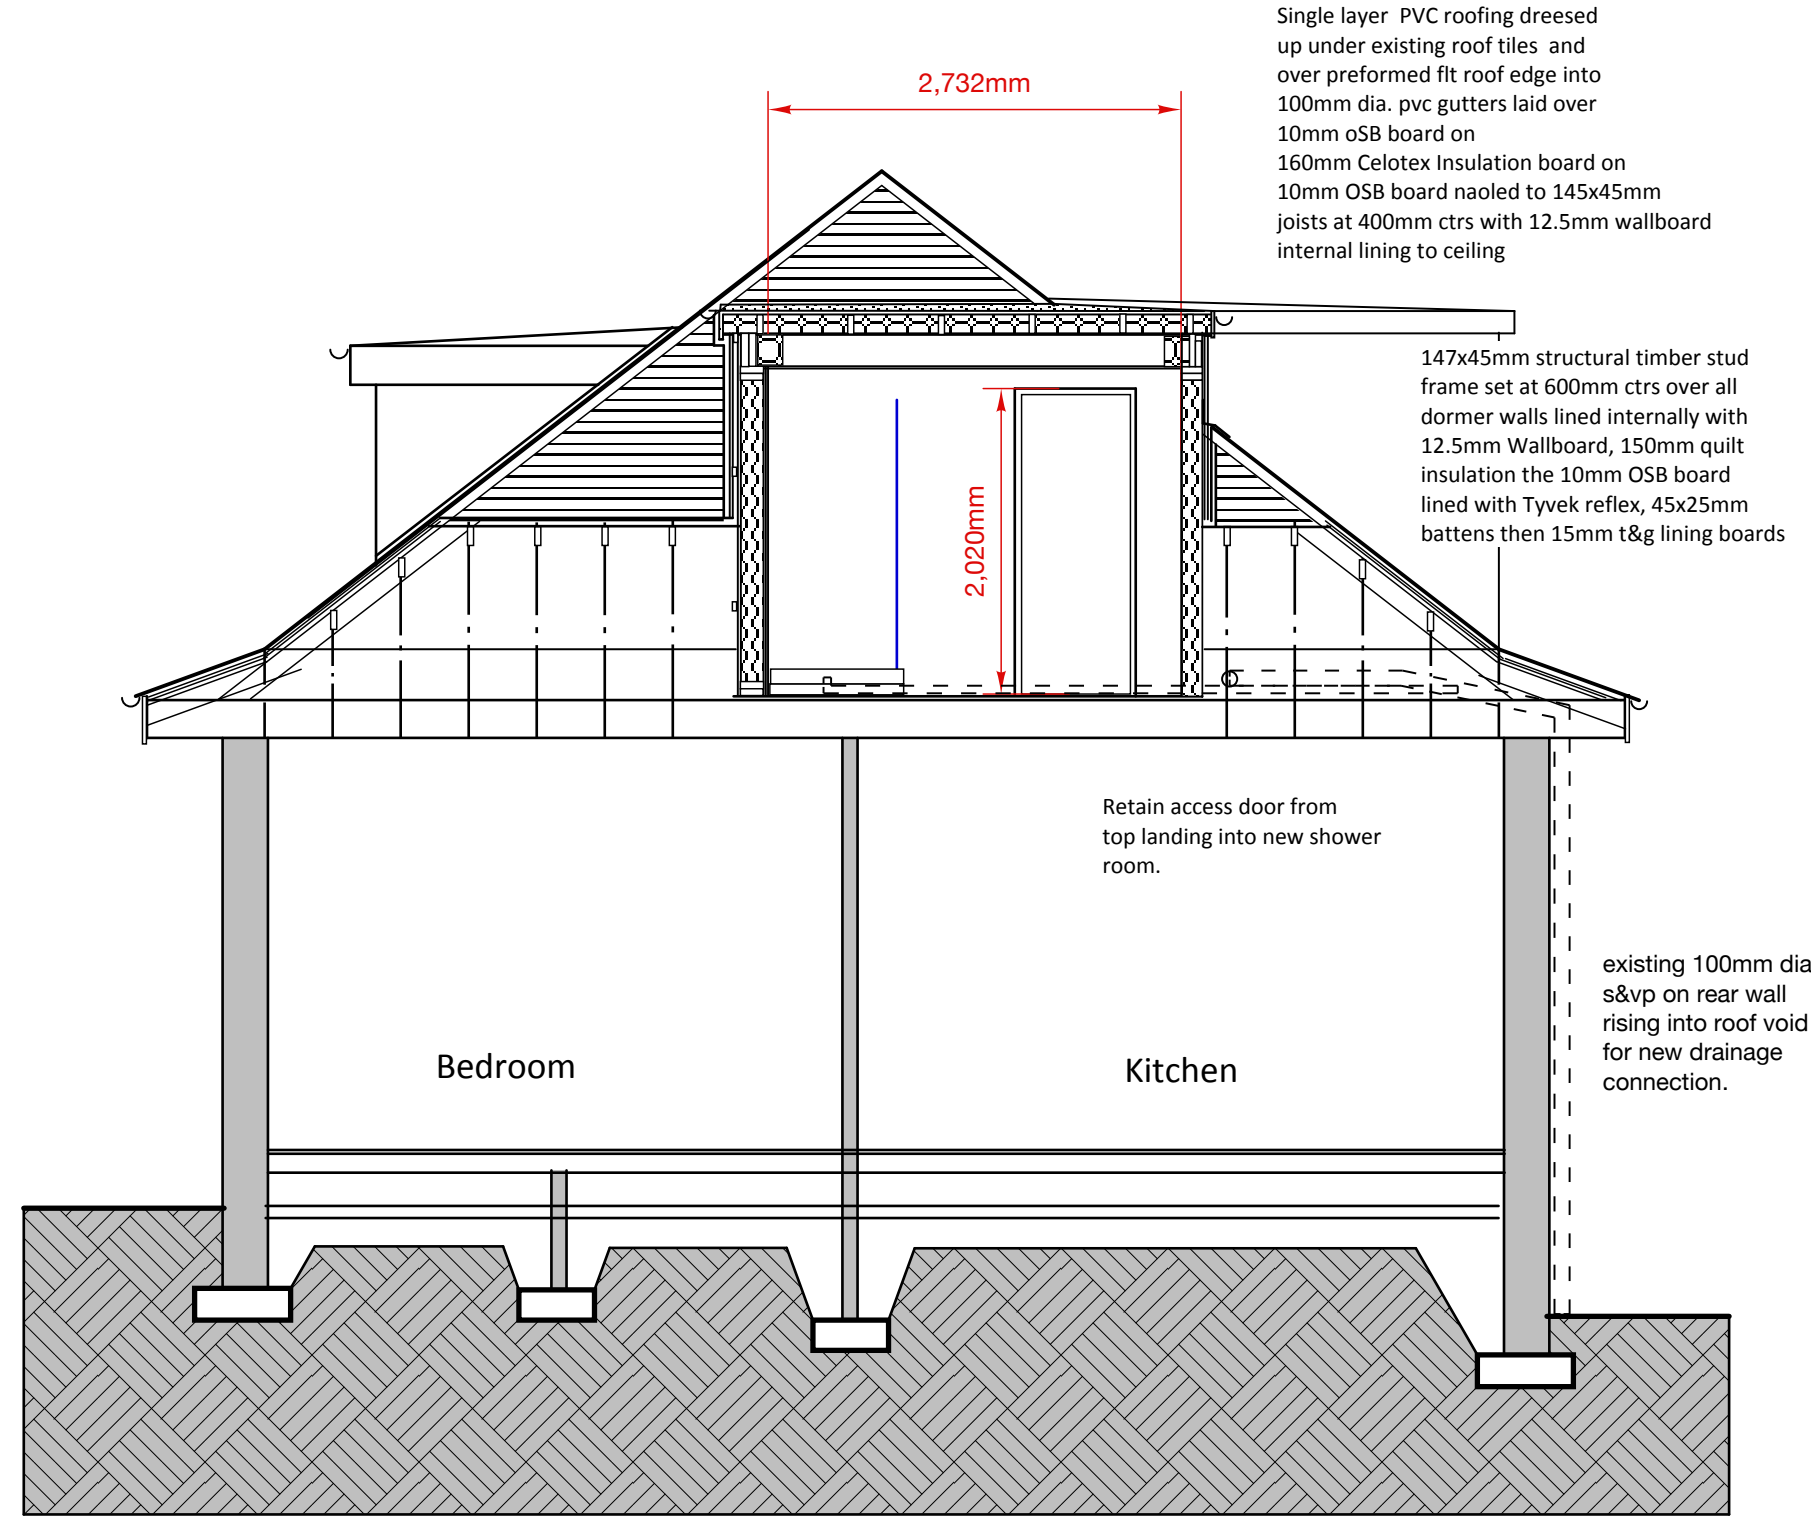 Single layer  PVC roofing dreesed
up under existing roof tiles  and
over preformed flt roof edge into
100mm dia. pvc gutters laid over
10mm oSB board on
160mm Celotex Insulation board on
10mm OSB board naoled to 145x45mm
joists at 400mm ctrs with 12.5mm wallboard
internal lining to ceiling
2,732mm
147x45mm structural timber stud
frame set at 600mm ctrs over all
dormer walls lined internally with
12.5mm Wallboard, 150mm quilt
insulation the 10mm OSB board
lined with Tyvek reflex, 45x25mm
battens then 15mm t&g lining boards
2,020mm
Retain access door from
top landing into new shower
room.
existing 100mm dia
s&vp on rear wall
rising into roof void
for new drainage
connection.
Bedroom
Kitchen